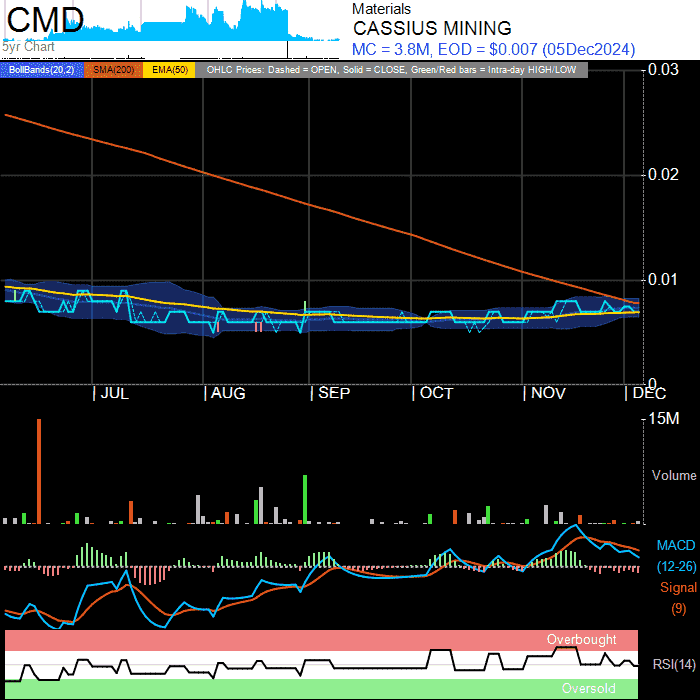 CMD
5yr Chart
Materials
CASSIUS MINING
MC = 3.8M, EOD = $0.007 (05Dec2024)
BollBands(20,2) SMA(200) EMA(50) OHLC Prices: Dashed = OPEN, Solid = CLOSE, Green/Red bars = Intra-day HIGH/LOW
0.03
0.02
0.01
0
JUL AUG SEP OCT NOV DEC
15M
Volume
MACD
(12-26)
Signal
(9)
Overbought
RSI(14)
Oversold